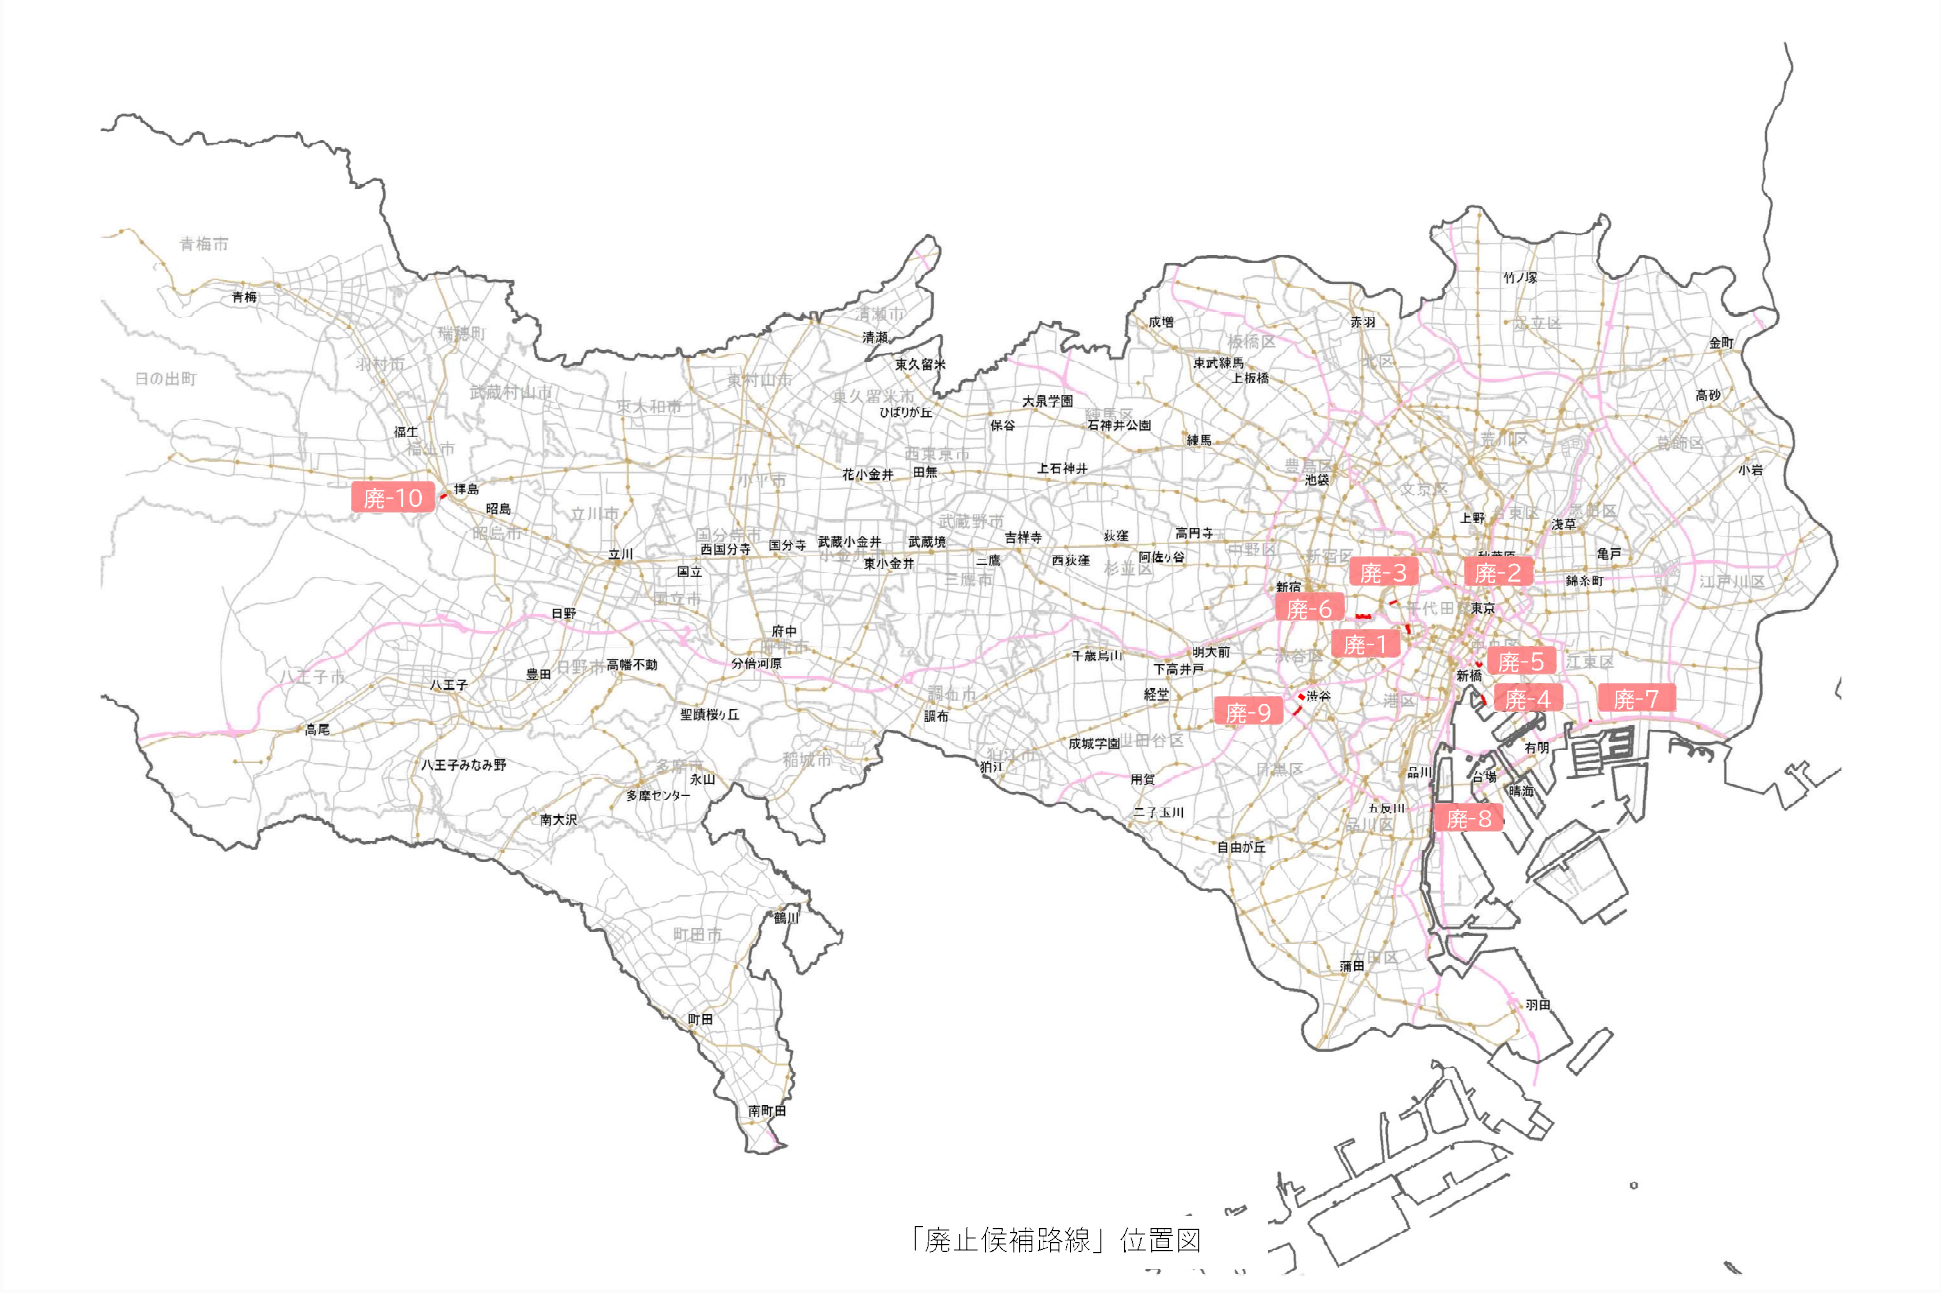 青梅市
竹ノ塚
青梅
清瀬市
成増
赤羽
足立区
瑞穂町
清瀬
板橋区
金町
羽村市
東久留米
東武練馬
北区
日の出町
東村山市
上板橋
武蔵村山市
東久留米市
高砂
東大和市
大泉学園
ひばりが丘
練馬区
福生
保谷
石神井公園
練馬
荒川区
葛飾区
福生市
西東京市
豊島区
花小金井
田無
上石神井
小岩
小平市
池袋
拝島
廃-10
文京区
昭島
立川市
武蔵野市
上野
台東区
墨田区
浅草
昭島市
国分寺市
吉祥寺
荻窪
高円寺
西国分寺
国分寺
武蔵小金井
武蔵境
中野区
新宿区
秋葉原
立川
東小金井
三鷹
西荻窪
阿佐ヶ谷
亀戸
国立
杉並区
廃-3
廃-2
三鷹市
錦糸町
江戸川区
新宿
国立市
廃-6
千代田区
東京
日野
府中
廃-1
府中市
明大前
渋谷区
千歳烏山
廃-5
江東区
日野市
高幡不動
分倍河原
下高井戸
豊田
八王子市
新橋
八王子
調布市
経堂
渋谷
港区
廃-4
廃-7
聖蹟桜ヶ丘
調布
廃-9
高尾
成城学園
世田谷区
有明
稲城市
狛江市
八王子みなみ野
多摩市
狛江
目黒区
品川
台場
永山
用賀
多摩センター
晴海
南大沢
二子玉川
五反田
廃-8
品川区
自由が丘
鶴川
町田市
大田区
蒲田
羽田
町田
南町田
「廃止候補路線」位置図